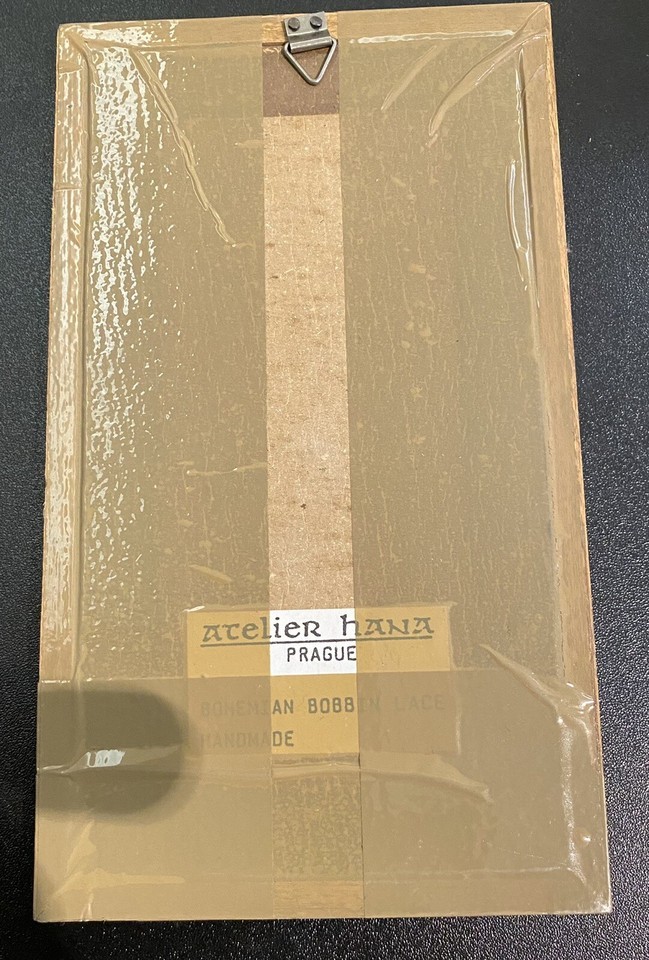 atelier hana
PRAGUE
BOHEMIAN BOBBIN LACE
HANDMADE